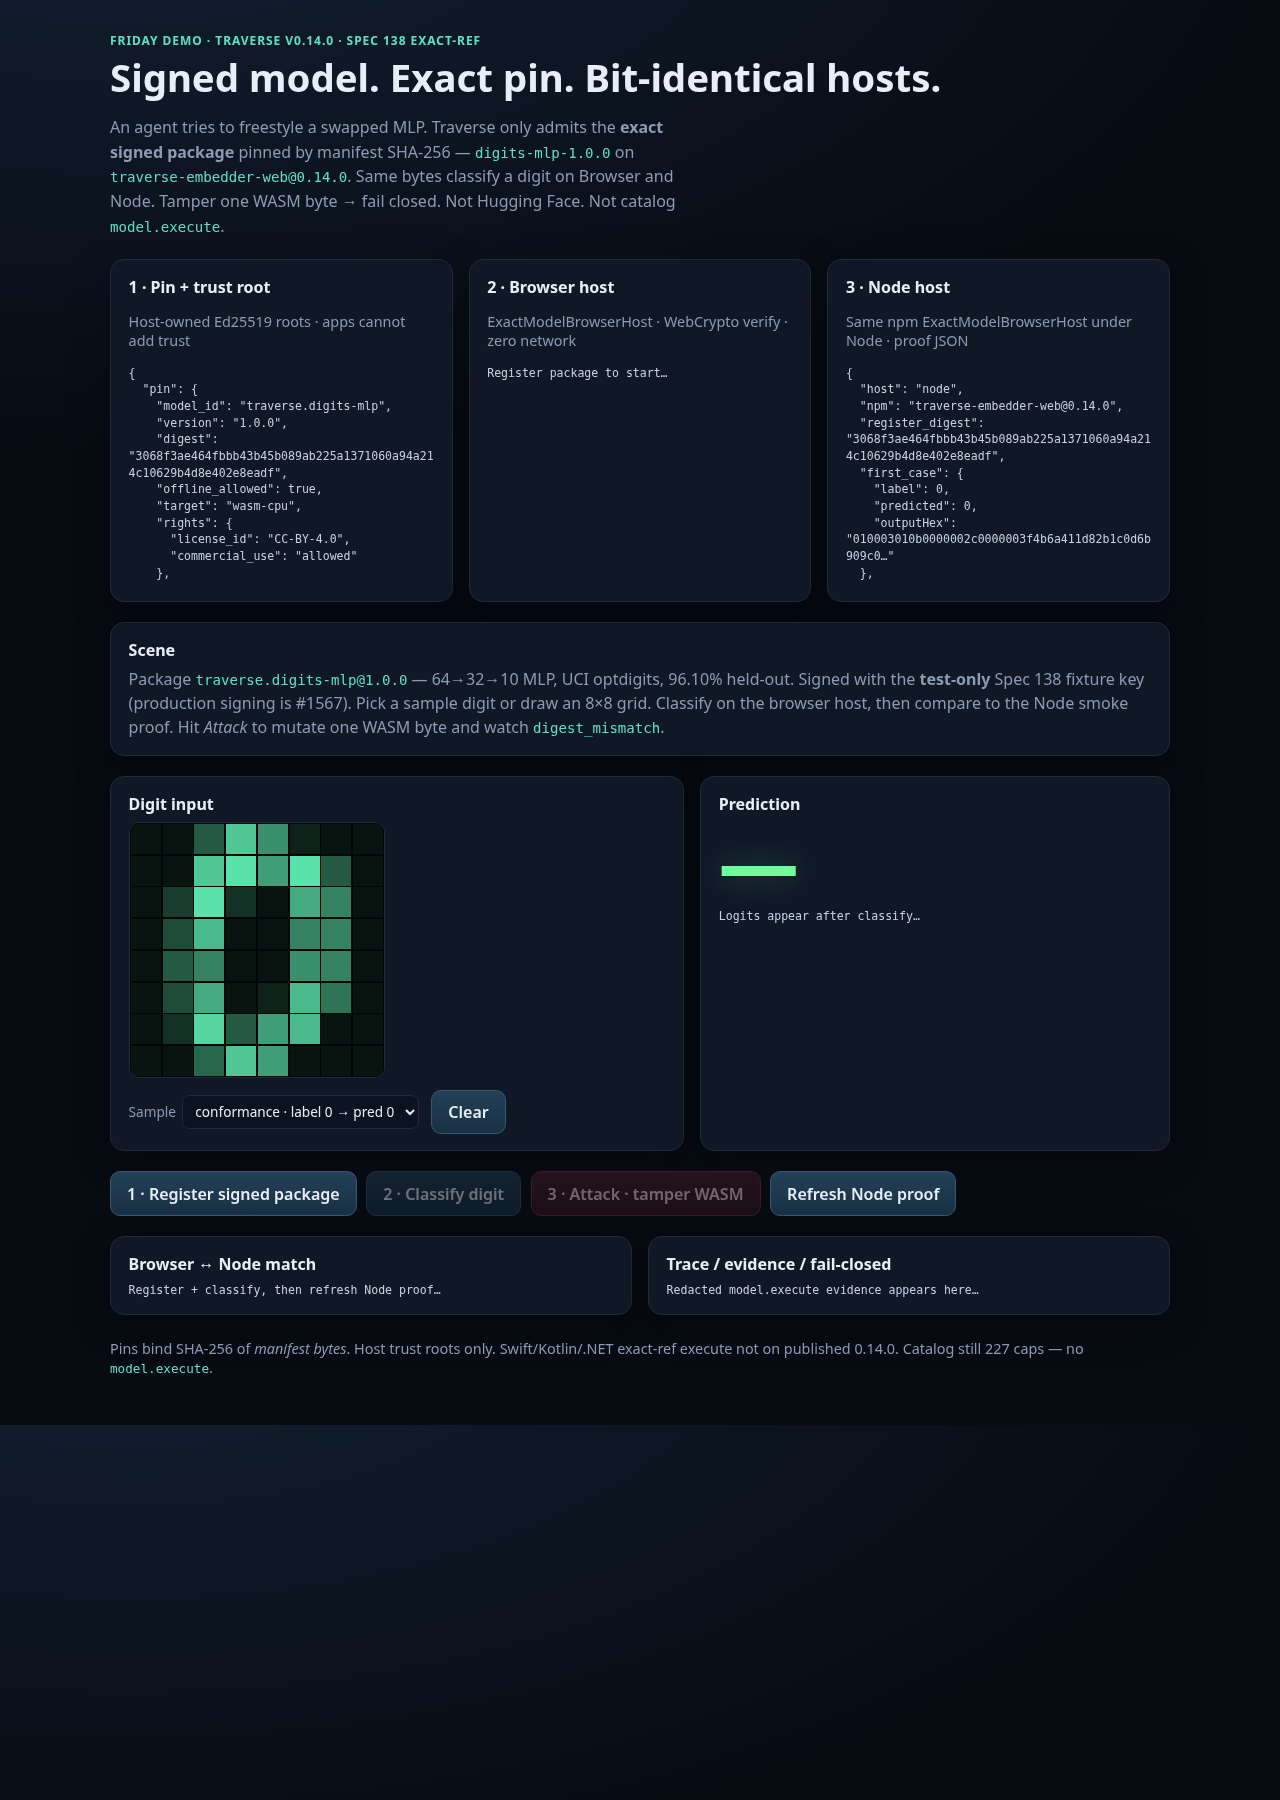 FRIDAY DEMO · TRAVERSE V0.14.0 · SPEC 138 EXACT-REF
Signed model. Exact pin. Bit-identical hosts.
An agent tries to freestyle a swapped MLP. Traverse only admits the exact
signed package pinned by manifest SHA-256 — digits-mlp-1.0.0 on
traverse-embedder-web@0.14.0. Same bytes classify a digit on Browser and
Node. Tamper one WASM byte → fail closed. Not Hugging Face. Not catalog
model.execute.
1 · Pin + trust root
Host-owned Ed25519 roots · apps cannot
add trust
{
"pin": {
"model_id": "traverse.digits-mlp",
"version": "1.0.0",
"digest":
"3068f3ae464fbbb43b45b089ab225a1371060a94a21
4c10629b4d8e402e8eadf",
"offline_allowed": true,
"target": "wasm-cpu",
"rights": {
"license_id": "CC-BY-4.0",
"commercial_use": "allowed"
},
2 · Browser host
ExactModelBrowserHost · WebCrypto verify ·
zero network
Register package to start…
3 · Node host
Same npm ExactModelBrowserHost under
Node · proof JSON
{
"host": "node",
"npm": "traverse-embedder-web@0.14.0",
"register_digest":
"3068f3ae464fbbb43b45b089ab225a1371060a94a21
4c10629b4d8e402e8eadf",
"first_case": {
"label": 0,
"predicted": 0,
"outputHex":
"010003010b0000002c0000003f4b6a411d82b1c0d6b
909c0…"
},
Scene
Package traverse.digits-mlp@1.0.0 — 64→32→10 MLP, UCI optdigits, 96.10% held-out. Signed with the test-only Spec 138 fixture key
(production signing is #1567). Pick a sample digit or draw an 8×8 grid. Classify on the browser host, then compare to the Node smoke
proof. Hit Attack to mutate one WASM byte and watch digest_mismatch.
Digit input
Sample conformance · label 0 → pred 0 Clear
Prediction
—
Logits appear after classify…
1 · Register signed package 2 · Classify digit 3 · Attack · tamper WASM Refresh Node proof
Browser ↔ Node match
Register + classify, then refresh Node proof…
Trace / evidence / fail-closed
Redacted model.execute evidence appears here…
Pins bind SHA-256 of manifest bytes. Host trust roots only. Swift/Kotlin/.NET exact-ref execute not on published 0.14.0. Catalog still 227 caps — no
model.execute.